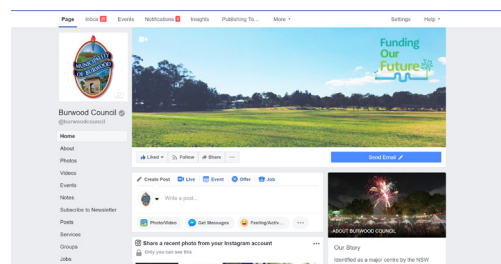 Page Inbox Events Notifications Insights Publishing To... More Settings Help
MUNICIPALITY
OF BURWOOD
Funding
Our
Future
Burwood Council
@burwoodcouncil
Home
About
Photos
Videos
Events
Notes
Subscribe to Newsletter
Posts
Services
Groups
Jobs
Liked Follow Share ...
Send Email
Create Post Live Event Offer Job
Write a post...
Photo/Video Get Messages Feeling/Activ... ...
Share a recent photo from your Instagram account ...
Only you can see this
ABOUT BURWOOD COUNCIL
Our Story
Identified as a major centre by the NSW